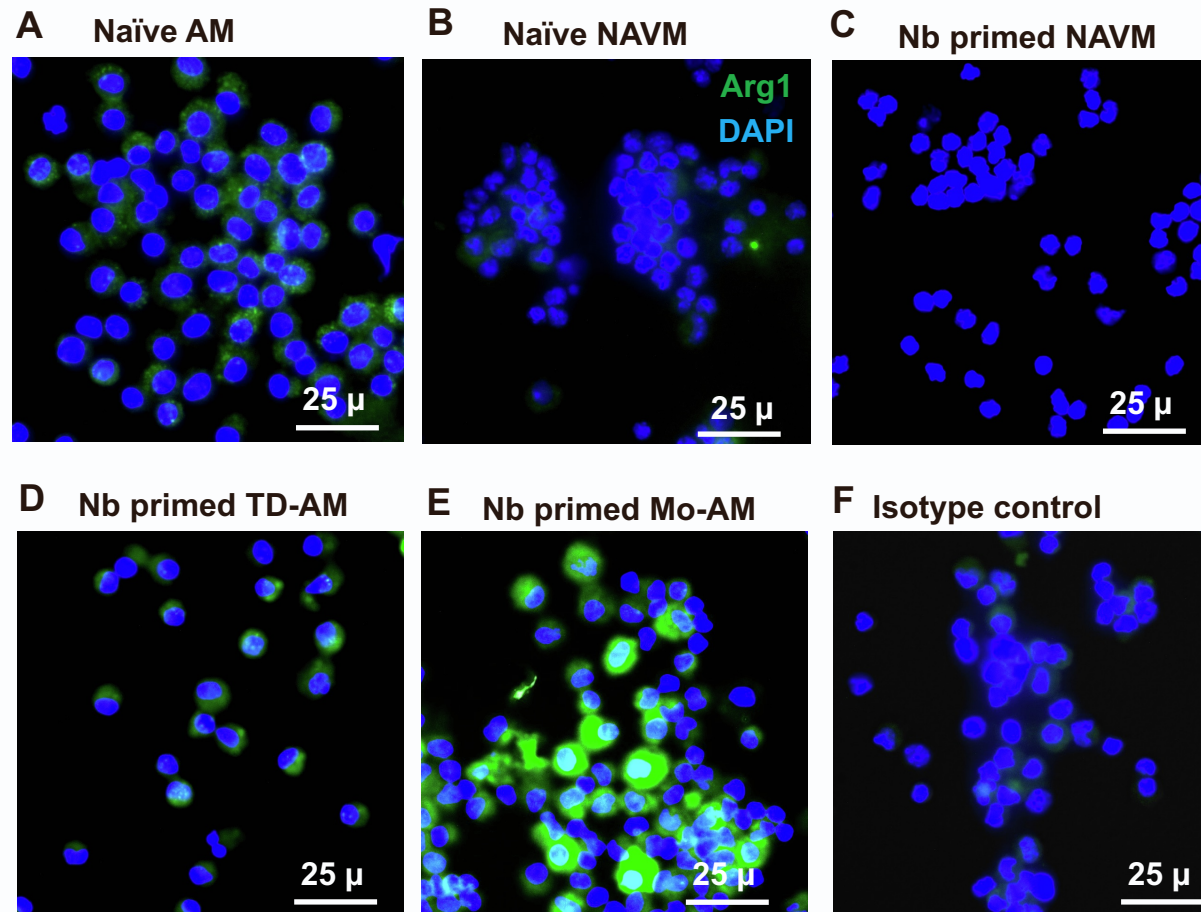 A Naïve AM
B Naïve NAVM
C Nb primed NAVM
Arg1
DAPI
25 µ
25 µ
25 µ
D Nb primed TD-AM
E Nb primed Mo-AM
F Isotype control
25 µ
25 µ
25 µ